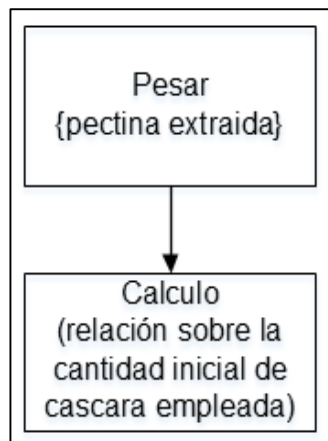 Pesar
{pectina extraida}
Calculo
(relación sobre la
cantidad inicial de
cascara empleada)